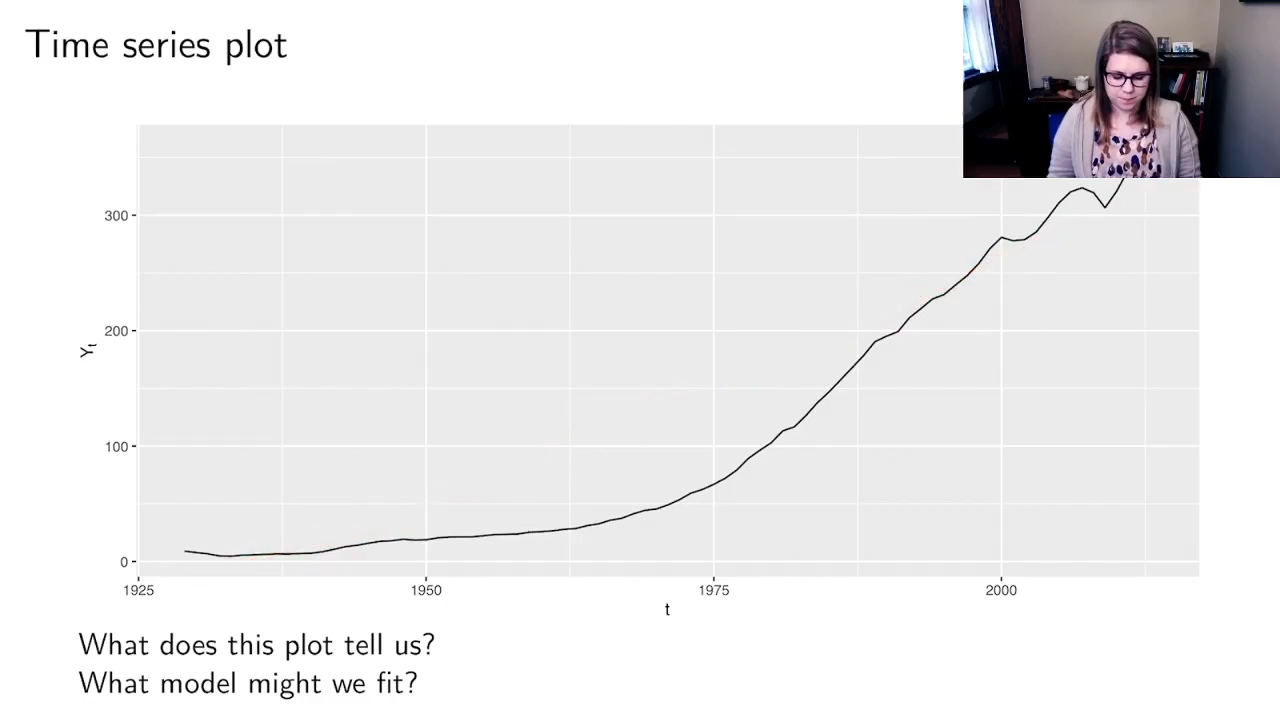 Time series plot
300
200
100
0
Yt
1925
1950
1975
2000
t
What does this plot tell us?
What model might we fit?